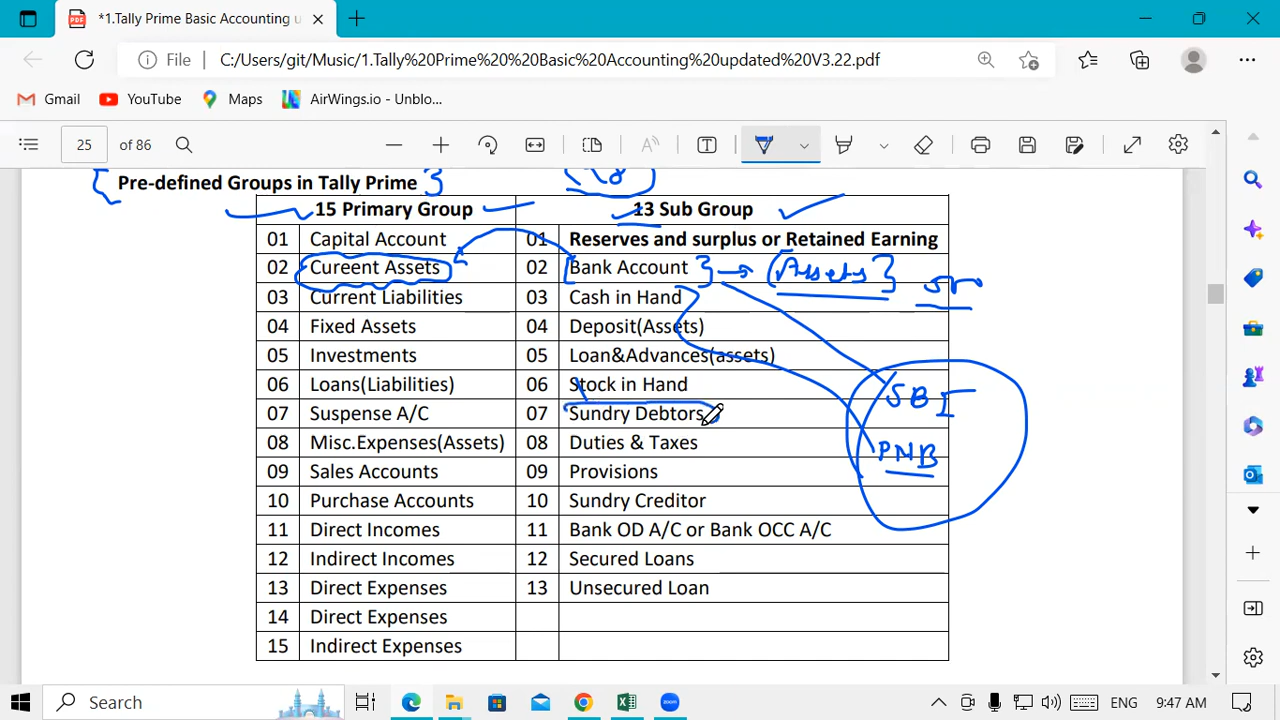 *1.Tally Prime Basic Accounting u
File C:/Users/git/Music/1.Tally%20Prime%20%20Basic%20Accounting%20updated%20V3.22.pdf
Gmail YouTube Maps AirWings.io - Unblo...
25 of 86
Pre-defined Groups in Tally Prime
15 Primary Group 13 Sub Group
01 Capital Account 01 Reserves and surplus or Retained Earning
02 Cureent Assets 02 Bank Account Assets
03 Current Liabilities 03 Cash in Hand
04 Fixed Assets 04 Deposit(Assets)
05 Investments 05 Loan&Advances(assets)
06 Loans(Liabilities) 06 Stock in Hand SBI
07 Suspense A/C 07 Sundry Debtors
08 Misc.Expenses(Assets) 08 Duties & Taxes PNB
09 Sales Accounts 09 Provisions
10 Purchase Accounts 10 Sundry Creditor
11 Direct Incomes 11 Bank OD A/C or Bank OCC A/C
12 Indirect Incomes 12 Secured Loans
13 Direct Expenses 13 Unsecured Loan
14 Direct Expenses
15 Indirect Expenses
Search ENG 9:47 AM